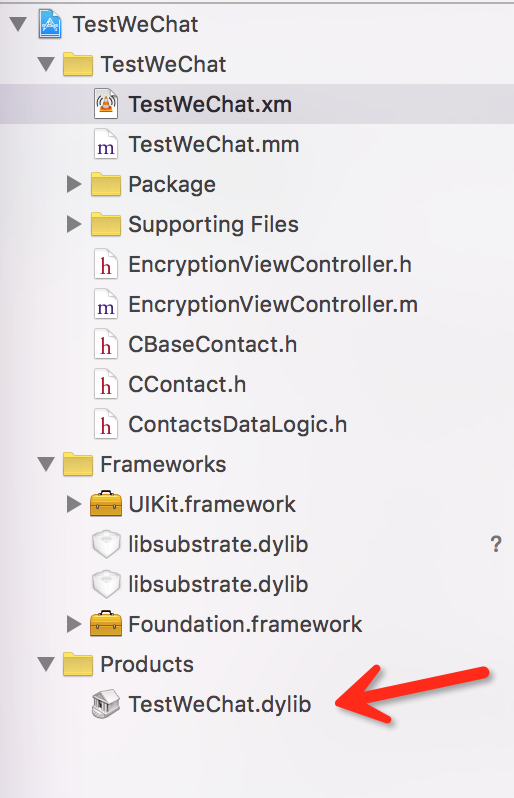 TestWeChat
TestWeChat
TestWeChat.xm
m TestWeChat.mm
Package
Supporting Files
h EncryptionViewController.h
m EncryptionViewController.m
h CBaseContact.h
h CContact.h
h ContactsDataLogic.h
Frameworks
UIKit.framework
libsubstrate.dylib ?
libsubstrate.dylib
Foundation.framework
Products
TestWeChat.dylib